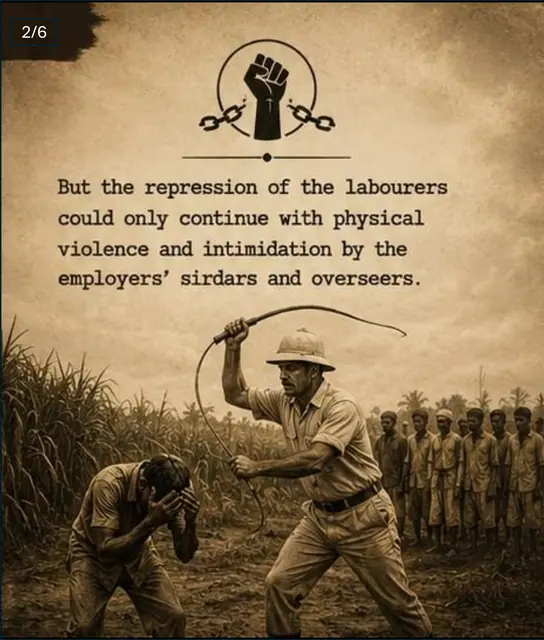 2/6
But the repression of the labourers
could only continue with physical
violence and intimidation by the
employers’ sirdars and overseers.